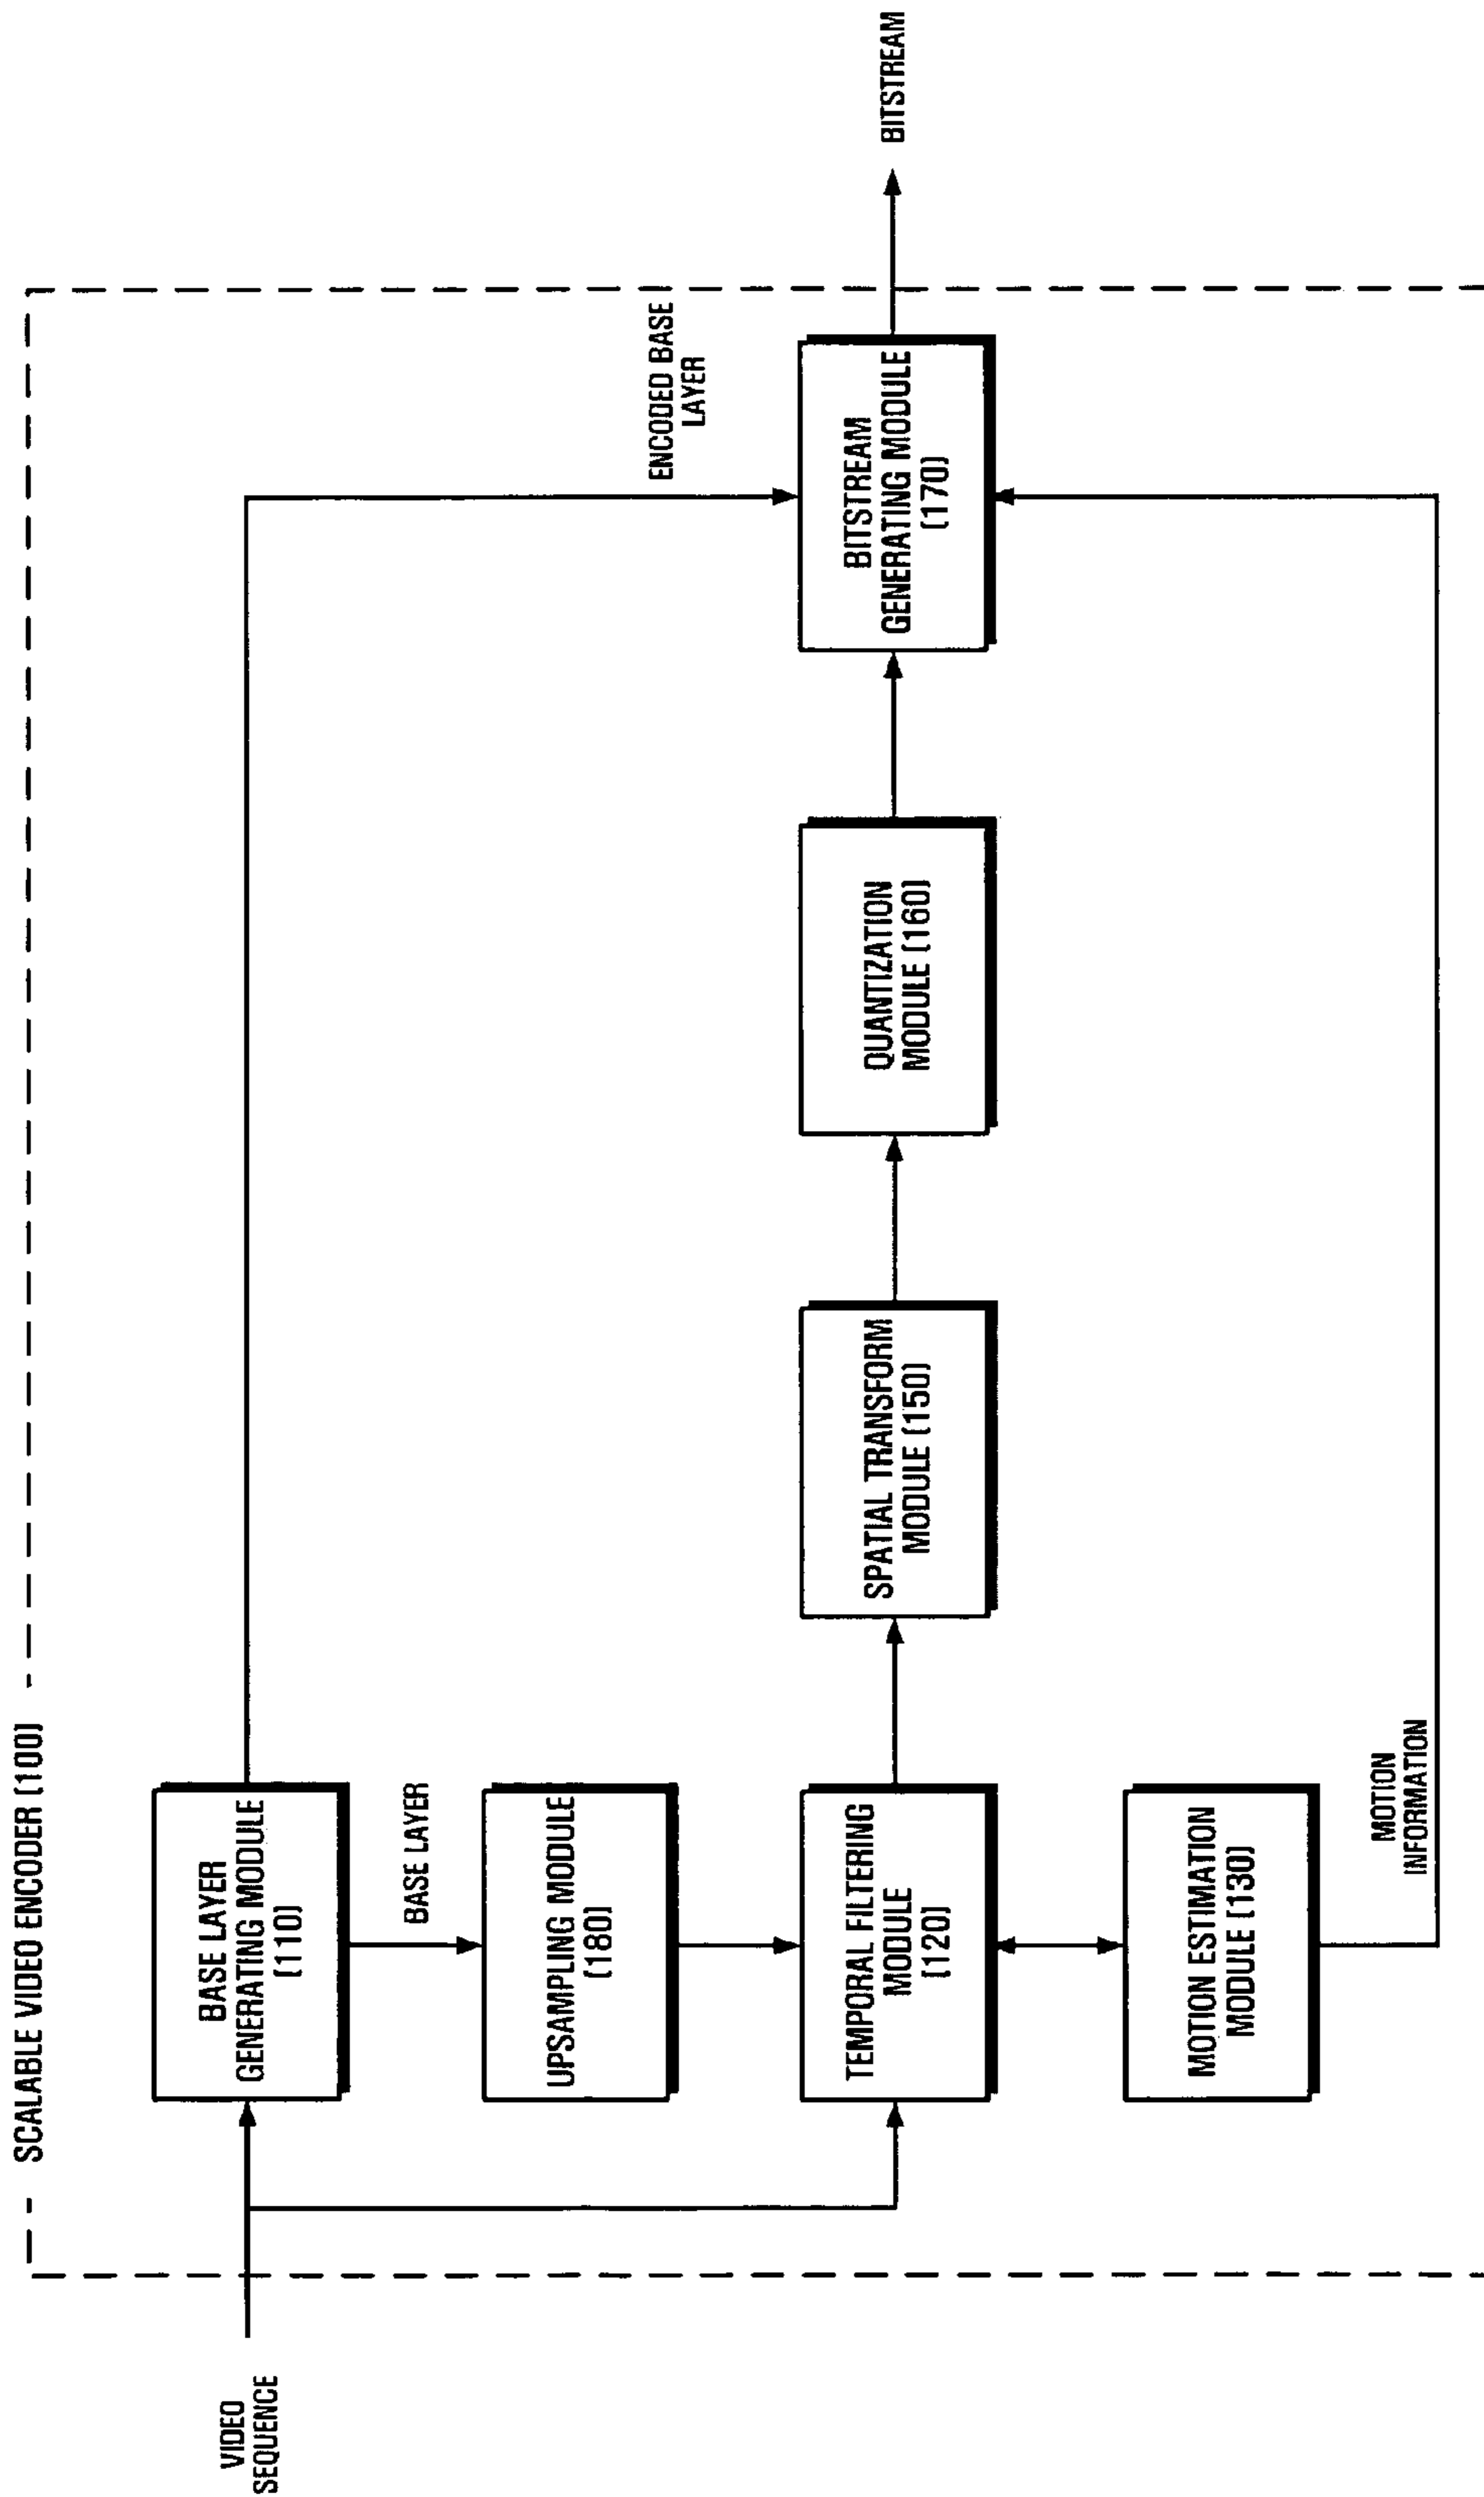 SCALABLE VIDEO ENCODER (100)
VIDEO
SEQUENCE
BASE LAYER
GENERATING MODULE
(110)
BASE LAYER
UPSAMPLING MODULE
(180)
TEMPORAL FILTERING
MODULE
(120)
MOTION ESTIMATION
MODULE (130)
MOTION
INFORMATION
SPATIAL TRANSFORM
MODULE (150)
QUANTIZATION
MODULE (160)
ENCODED BASE
LAYER
BITSTREAM
GENERATING MODULE
(170)
BITSTREAM